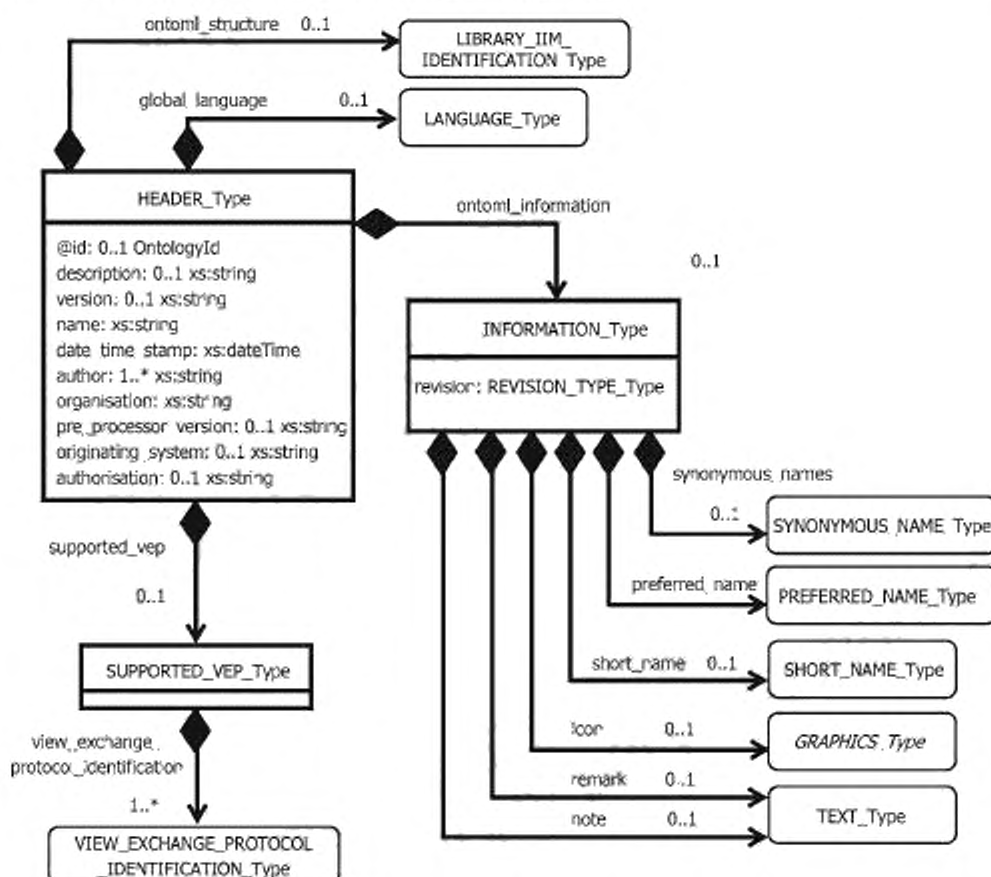 ontoml_structure 0..1
LIBRARY_IIM_
IDENTIFICATION_Type
global_language 0..1
LANGUAGE_Type
HEADER_Type
ontoml_information
0..1
@id: 0..1 OntologyId
description: 0..1 xs:string
version: 0..1 xs:string
name: xs:string
date_time_stamp: xs:dateTime
author: 1..* xs:string
organisation: xs:string
pre_processor_version: 0..1 xs:string
originating_system: 0..1 xs:string
authorisation: 0..1 xs:string
INFORMATION_Type
revision: REVISION_TYPE_Type
synonymous_names
0..1
SYNONYMOUS_NAME_Type
supported_vep
0..1
preferred_name
PREFERRED_NAME_Type
SUPPORTED_VEP_Type
short_name 0..1
SHORT_NAME_Type
icon 0..1
GRAPHICS_Type
view_exchange_
protocol_identification
1..*
remark 0..1
note 0..1
TEXT_Type
VIEW_EXCHANGE_PROTOCOL
_IDENTIFICATION_Type